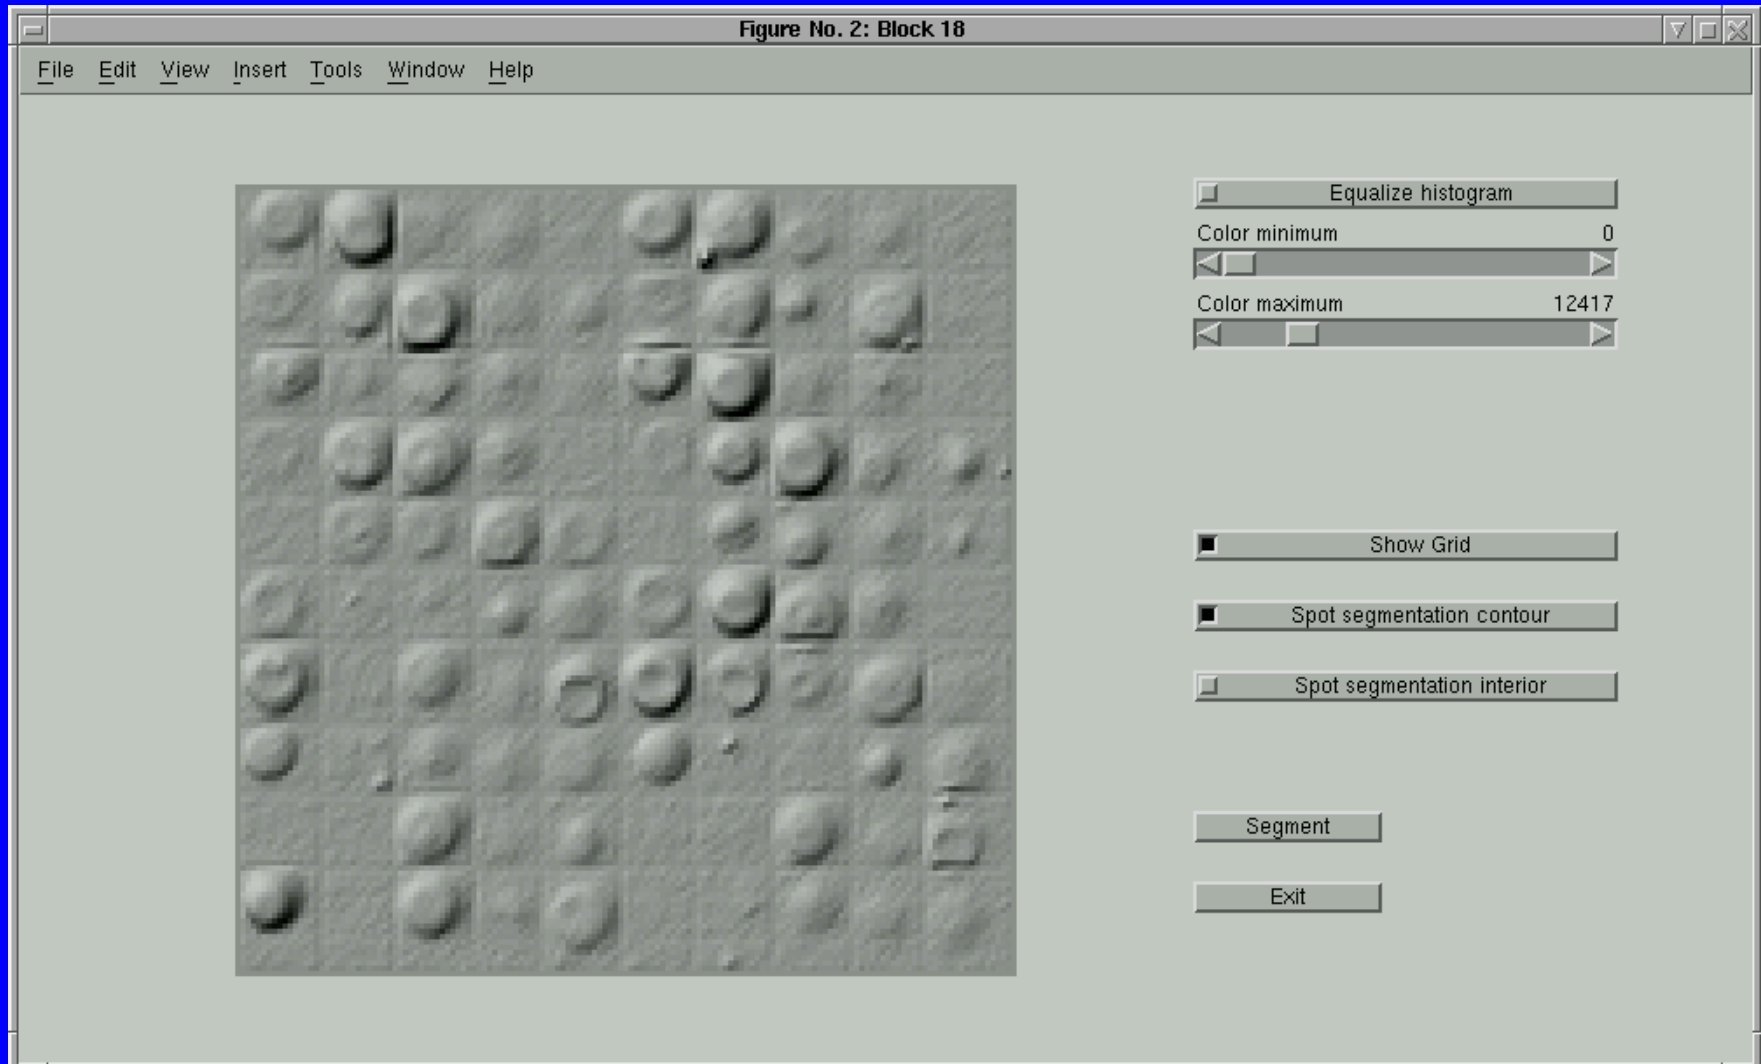 Figure No. 2: Block 18
File Edit View Insert Tools Window Help
Equalize histogram
Color minimum 0
Color maximum 12417
Show Grid
Spot segmentation contour
Spot segmentation interior
Segment
Exit